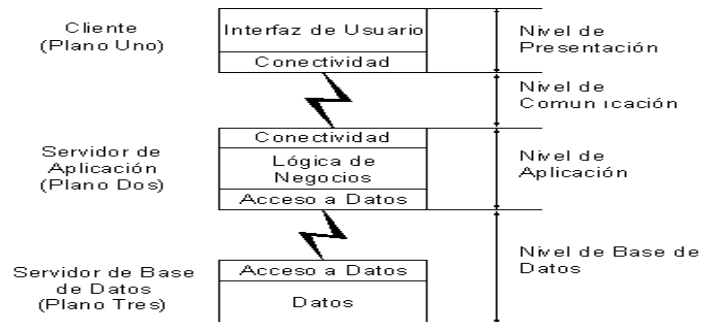 Cliente
(Plano Uno)
Interfaz de Usuario
Conectividad
Nivel de
Presentación
Nivel de
Comunicación
Servidor de
Aplicación
(Plano Dos)
Conectividad
Lógica de
Negocios
Acceso a Datos
Nivel de
Aplicación
Servidor de Base
de Datos
(Plano Tres)
Acceso a Datos
Datos
Nivel de Base de
Datos